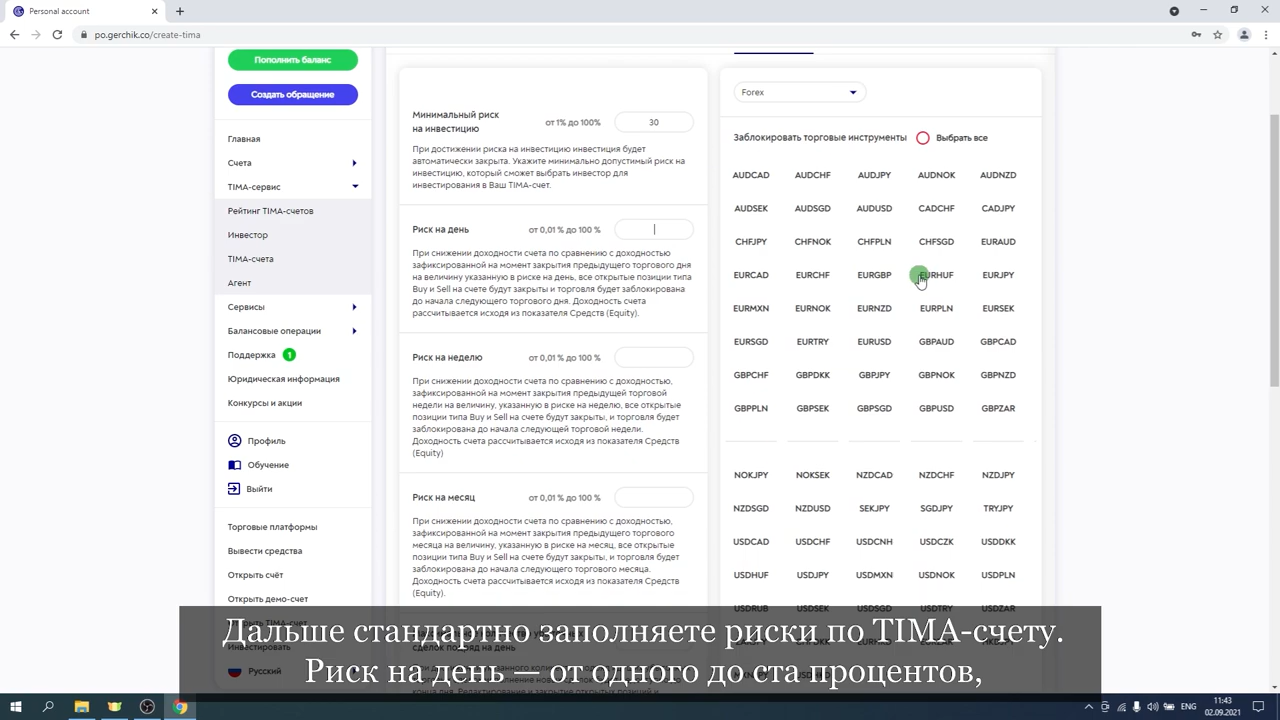 Personal account
po.gerchik.co/create-tima
Пополнить баланс
Создать обращение
Главная
Счета
TIMA-сервис
Рейтинг TIMA-счетов
Инвестор
TIMA-счета
Агент
Сервисы
Балансовые операции
Поддержка 1
Юридическая информация
Конкурсы и акции
Профиль
Обучение
Выйти
Торговые платформы
Вывести средства
Открыть счёт
Открыть демо-счет
Открыть TIMA-счет
Инвестировать
Русский
Минимальный риск
на инвестицию
от 1% до 100%
30
При достижении риска на инвестицию инвестиция будет
автоматически закрыта. Укажите минимально допустимый риск на
инвестицию, который сможет выбрать инвестор для
инвестирования в Ваш TIMA-счет.
Риск на день
от 0,01 % до 100 %
При снижении доходности счета по сравнению с доходностью
зафиксированной на момент закрытия предыдущего торгового дня
на величину указанную в риске на день, все открытые позиции типа
Buy и Sell на счете будут закрыты и торговля будет заблокирована
до начала следующего торгового дня. Доходность счета
рассчитывается исходя из показателя Средств (Equity).
Риск на неделю
от 0,01 % до 100 %
При снижении доходности счета по сравнению с доходностью,
зафиксированной на момент закрытия предыдущей торговой
недели на величину, указанную в риске на неделю, все открытые
позиции типа Buy и Sell на счете будут закрыты, и торговля будет
заблокирована до начала следующей торговой недели.
Доходность счета рассчитывается исходя из показателя Средств
(Equity)
Риск на месяц
от 0,01 % до 100 %
При снижении доходности счета по сравнению с доходностью,
зафиксированной на момент закрытия предыдущего торгового
месяца на величину, указанную в риске на месяц, все открытые
позиции типа Buy и Sell на счете будут закрыты, и торговля будет
заблокирована до начала следующего торгового месяца.
Доходность счета рассчитывается исходя из показателя Средств
(Equity).
сделок подряд на день
Forex
Заблокировать торговые инструменты Выбрать все
AUDCAD AUDCHF AUDJPY AUDNOK AUDNZD
AUDSEK AUDSGD AUDUSD CADCHF CADJPY
CHFJPY CHFNOK CHFPLN CHFSGD EURAUD
EURCAD EURCHF EURGBP EURHUF EURJPY
EURMXN EURNOK EURNZD EURPLN EURSEK
EURSGD EURTRY EURUSD GBPAUD GBPCAD
GBPCHF GBPDKK GBPJPY GBPNOK GBPNZD
GBPPLN GBPSEK GBPSGD GBPUSD GBPZAR
NOKJPY NOKSEK NZDCAD NZDCHF NZDJPY
NZDSGD NZDUSD SEKJPY SGDJPY TRYJPY
USDCAD USDCHF USDCNH USDCZK USDDKK
USDHUF USDJPY USDMXN USDNOK USDPLN
USDRUB USDSEK USDSGD USDTRY USDZAR
Дальше стандартно заполняете риски по TIMA-счету.
Риск на день — от одного до ста процентов,
ENG
11:43
02.09.2021